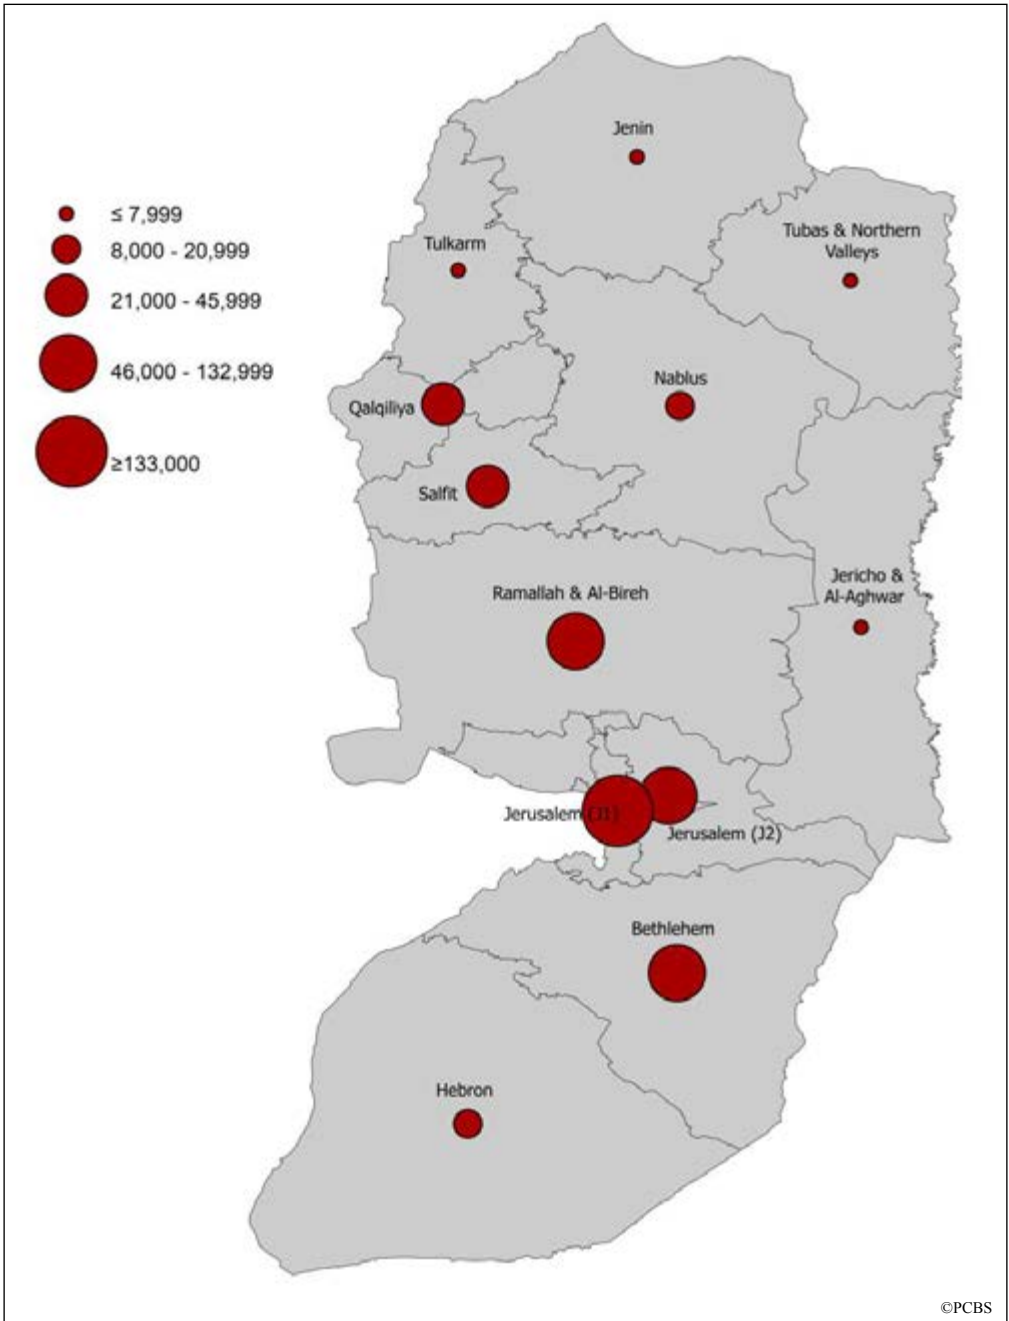 Jenin
≤ 7,999
8,000 - 20,999
21,000 - 45,999
46,000 - 132,999
≥133,000
Tulkarm
Tubas & Northern
Valleys
Nablus
Qalqiliya
Salfit
Jericho &
Al-Aghwar
Ramallah & Al-Bireh
Jerusalem (J1)
Jerusalem (J2)
Bethlehem
Hebron
©PCBS